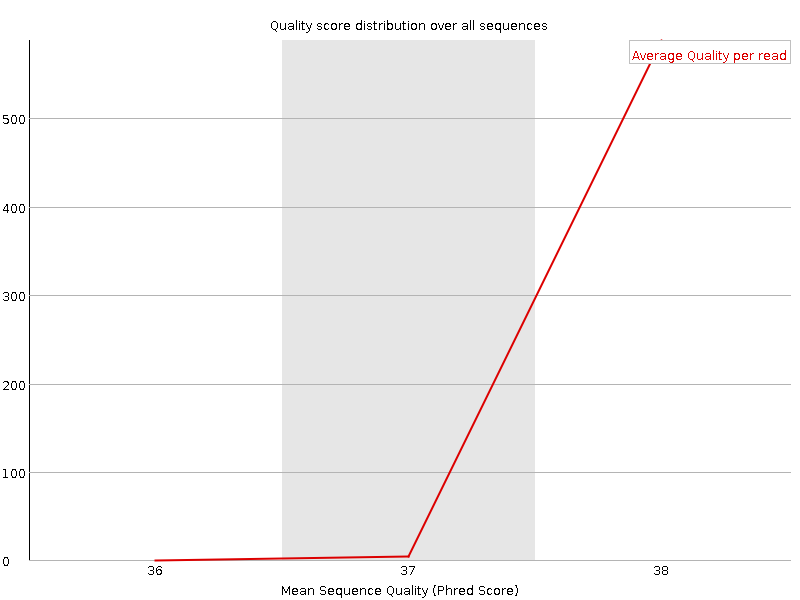 Quality score distribution over all sequences
Average Quality per read
500
400
300
200
100
0
36 37 38
Mean Sequence Quality (Phred Score)